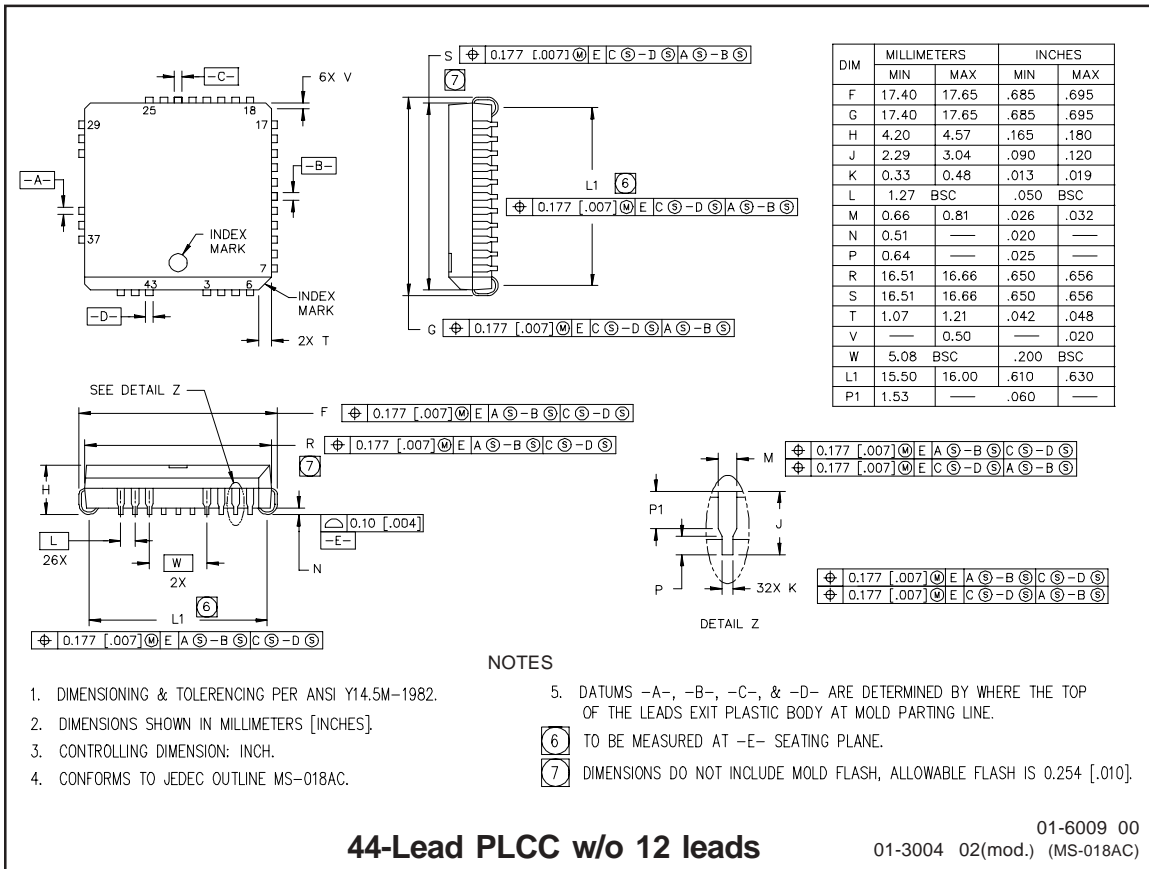 S ⌖ 0.177 [.007] Ⓜ E C Ⓢ -D Ⓢ A Ⓢ -B Ⓢ
7
-C-
6X V
25 18
29 17
-A-
-B-
37
INDEX
MARK
7
43 3 6
INDEX
MARK
-D-
2X T
L1 6
⌖ 0.177 [.007] Ⓜ E C Ⓢ -D Ⓢ A Ⓢ -B Ⓢ
G ⌖ 0.177 [.007] Ⓜ E C Ⓢ -D Ⓢ A Ⓢ -B Ⓢ
DIM MILLIMETERS INCHES
MIN MAX MIN MAX
F 17.40 17.65 .685 .695
G 17.40 17.65 .685 .695
H 4.20 4.57 .165 .180
J 2.29 3.04 .090 .120
K 0.33 0.48 .013 .019
L 1.27 BSC .050 BSC
M 0.66 0.81 .026 .032
N 0.51 — .020 —
P 0.64 — .025 —
R 16.51 16.66 .650 .656
S 16.51 16.66 .650 .656
T 1.07 1.21 .042 .048
V — 0.50 — .020
W 5.08 BSC .200 BSC
L1 15.50 16.00 .610 .630
P1 1.53 — .060 —
SEE DETAIL Z
F ⌖ 0.177 [.007] Ⓜ E A Ⓢ -B Ⓢ C Ⓢ -D Ⓢ
R ⌖ 0.177 [.007] Ⓜ E A Ⓢ -B Ⓢ C Ⓢ -D Ⓢ
7
H
⌓ 0.10 [.004]
-E-
L
26X
W
2X
N
6
L1
⌖ 0.177 [.007] Ⓜ E A Ⓢ -B Ⓢ C Ⓢ -D Ⓢ
M ⌖ 0.177 [.007] Ⓜ E A Ⓢ -B Ⓢ C Ⓢ -D Ⓢ
⌖ 0.177 [.007] Ⓜ E C Ⓢ -D Ⓢ A Ⓢ -B Ⓢ
P1
J
P
32X K
⌖ 0.177 [.007] Ⓜ E A Ⓢ -B Ⓢ C Ⓢ -D Ⓢ
⌖ 0.177 [.007] Ⓜ E C Ⓢ -D Ⓢ A Ⓢ -B Ⓢ
DETAIL Z
NOTES
1. DIMENSIONING & TOLERENCING PER ANSI Y14.5M-1982.
2. DIMENSIONS SHOWN IN MILLIMETERS [INCHES].
3. CONTROLLING DIMENSION: INCH.
4. CONFORMS TO JEDEC OUTLINE MS-018AC.
5. DATUMS -A-, -B-, -C-, & -D- ARE DETERMINED BY WHERE THE TOP
OF THE LEADS EXIT PLASTIC BODY AT MOLD PARTING LINE.
6 TO BE MEASURED AT -E- SEATING PLANE.
7 DIMENSIONS DO NOT INCLUDE MOLD FLASH, ALLOWABLE FLASH IS 0.254 [.010].
44-Lead PLCC w/o 12 leads
01-6009 00
01-3004 02(mod.) (MS-018AC)